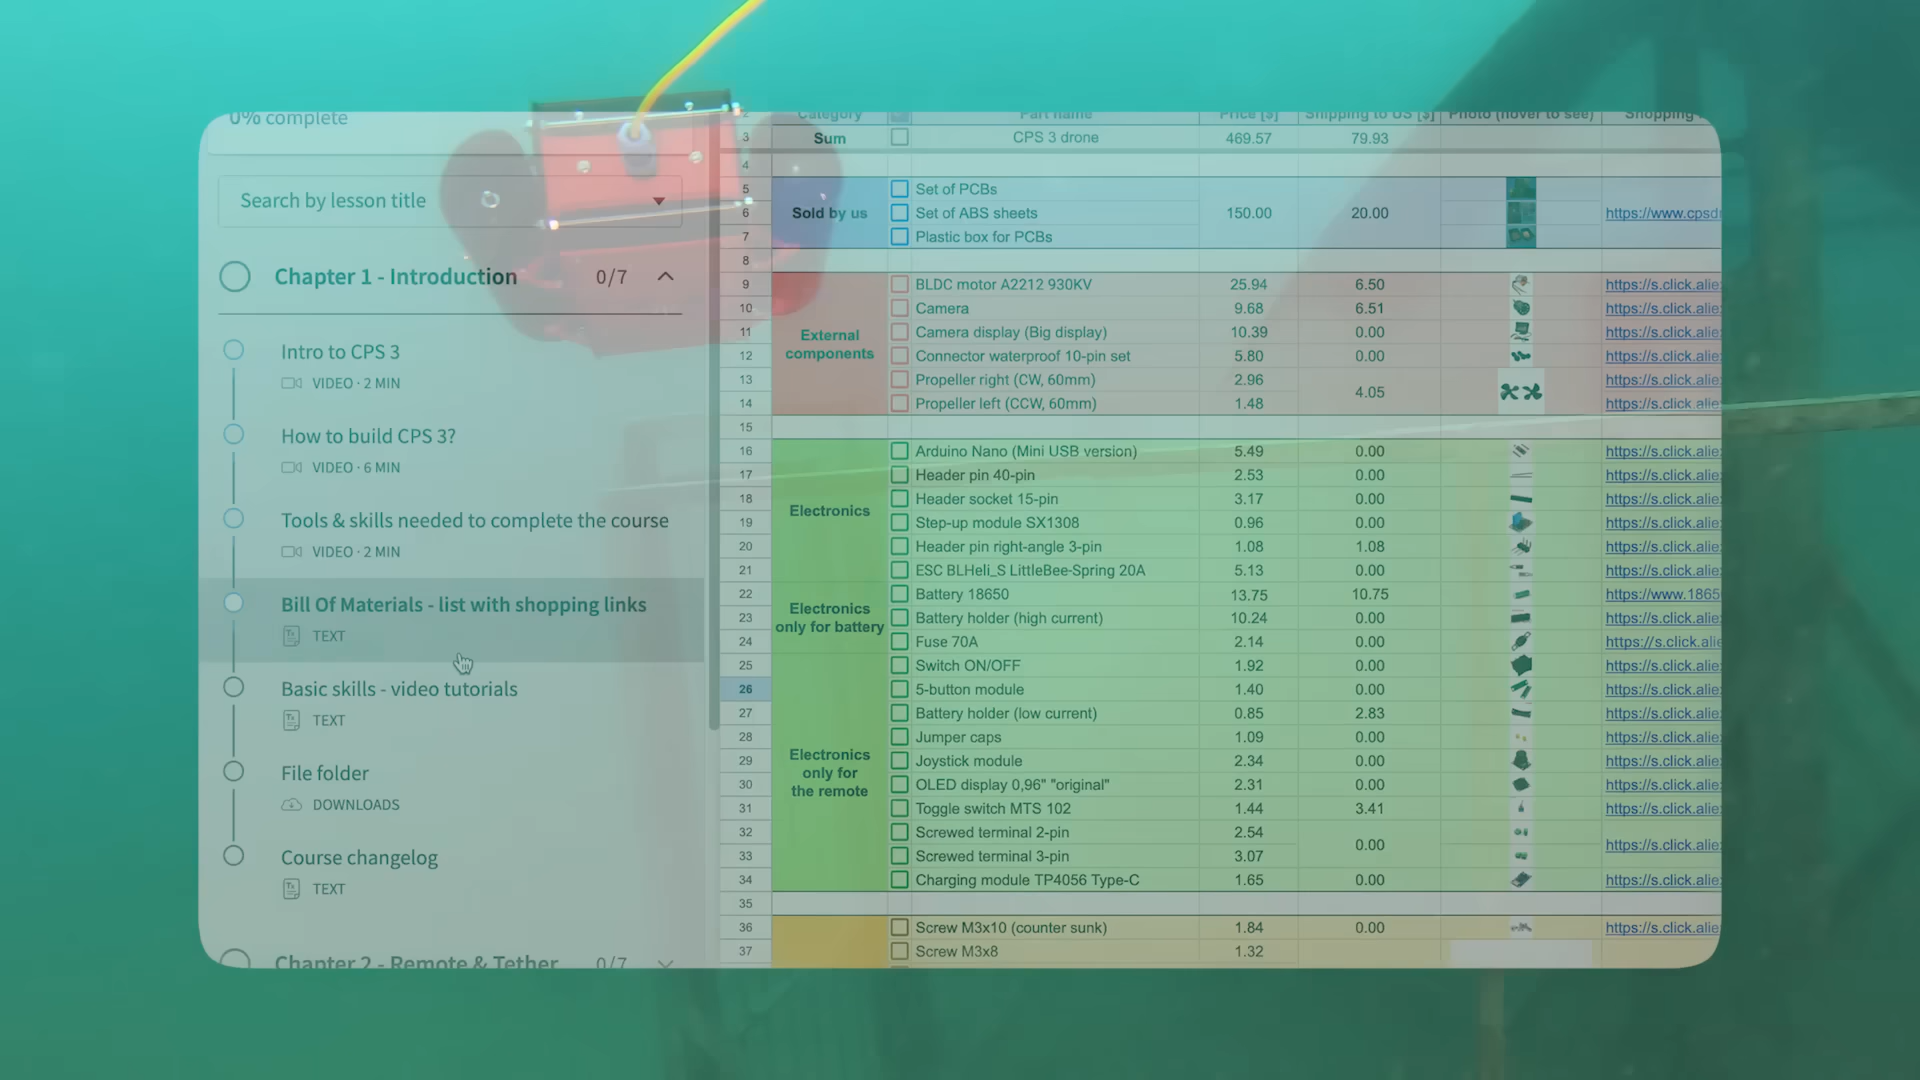 0% complete
Search by lesson title
Chapter 1 - Introduction 0/7
Intro to CPS 3
VIDEO · 2 MIN
How to build CPS 3?
VIDEO · 6 MIN
Tools & skills needed to complete the course
VIDEO · 2 MIN
Bill Of Materials - list with shopping links
TEXT
Basic skills - video tutorials
TEXT
File folder
DOWNLOADS
Course changelog
TEXT
Chapter 2 - Remote & Tether 0/7
2 Category Part name Price [$] Shipping to US [$] Photo (hover to see) Shopping
3 Sum CPS 3 drone 469.57 79.93
4
5 Set of PCBs
6 Sold by us Set of ABS sheets 150.00 20.00 https://www.cpsd
7 Plastic box for PCBs
8
9 BLDC motor A2212 930KV 25.94 6.50 https://s.click.alie
10 Camera 9.68 6.51 https://s.click.alie
11 External components Camera display (Big display) 10.39 0.00 https://s.click.alie
12 Connector waterproof 10-pin set 5.80 0.00 https://s.click.alie
13 Propeller right (CW, 60mm) 2.96 4.05 https://s.click.alie
14 Propeller left (CCW, 60mm) 1.48 https://s.click.alie
15
16 Arduino Nano (Mini USB version) 5.49 0.00 https://s.click.alie
17 Header pin 40-pin 2.53 0.00 https://s.click.alie
18 Electronics Header socket 15-pin 3.17 0.00 https://s.click.alie
19 Step-up module SX1308 0.96 0.00 https://s.click.alie
20 Header pin right-angle 3-pin 1.08 1.08 https://s.click.alie
21 ESC BLHeli_S LittleBee-Spring 20A 5.13 0.00 https://s.click.alie
22 Electronics only for battery Battery 18650 13.75 10.75 https://www.1865
23 Battery holder (high current) 10.24 0.00 https://s.click.alie
24 Fuse 70A 2.14 0.00 https://s.click.alie
25 Switch ON/OFF 1.92 0.00 https://s.click.alie
26 5-button module 1.40 0.00 https://s.click.alie
27 Battery holder (low current) 0.85 2.83 https://s.click.alie
28 Jumper caps 1.09 0.00 https://s.click.alie
29 Electronics only for the remote Joystick module 2.34 0.00 https://s.click.alie
30 OLED display 0,96" "original" 2.31 0.00 https://s.click.alie
31 Toggle switch MTS 102 1.44 3.41 https://s.click.alie
32 Screwed terminal 2-pin 2.54 0.00 https://s.click.alie
33 Screwed terminal 3-pin 3.07
34 Charging module TP4056 Type-C 1.65 0.00 https://s.click.alie
35
36 Screw M3x10 (counter sunk) 1.84 0.00 https://s.click.alie
37 Screw M3x8 1.32